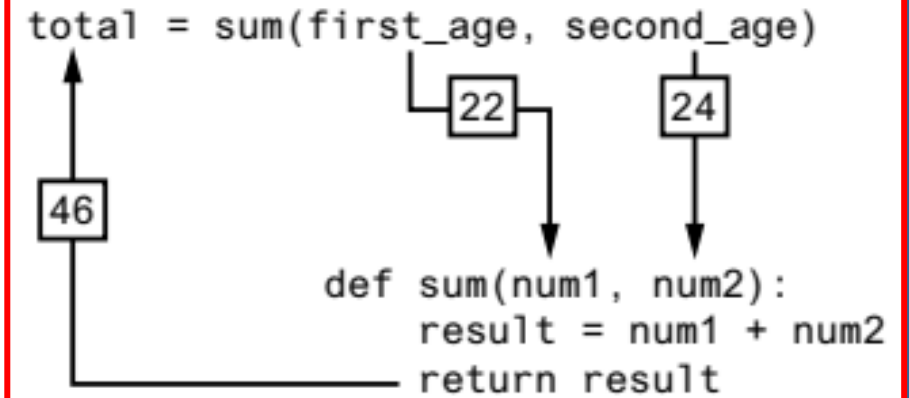 total = sum(first_age, second_age)
22
24
46
def sum(num1, num2):
result = num1 + num2
return result